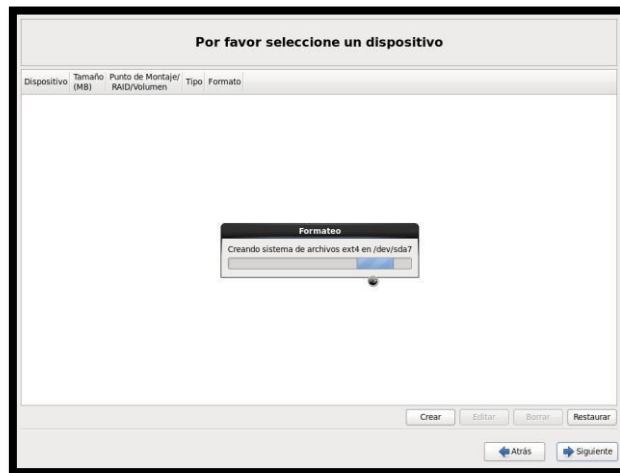 Por favor seleccione un dispositivo
Dispositivo Tamaño (MB) Punto de Montaje/ RAID/Volumen Tipo Formato
Formateo
Creando sistema de archivos ext4 en /dev/sda7
Crear Editar Borrar Restaurar
Atrás Siguiente